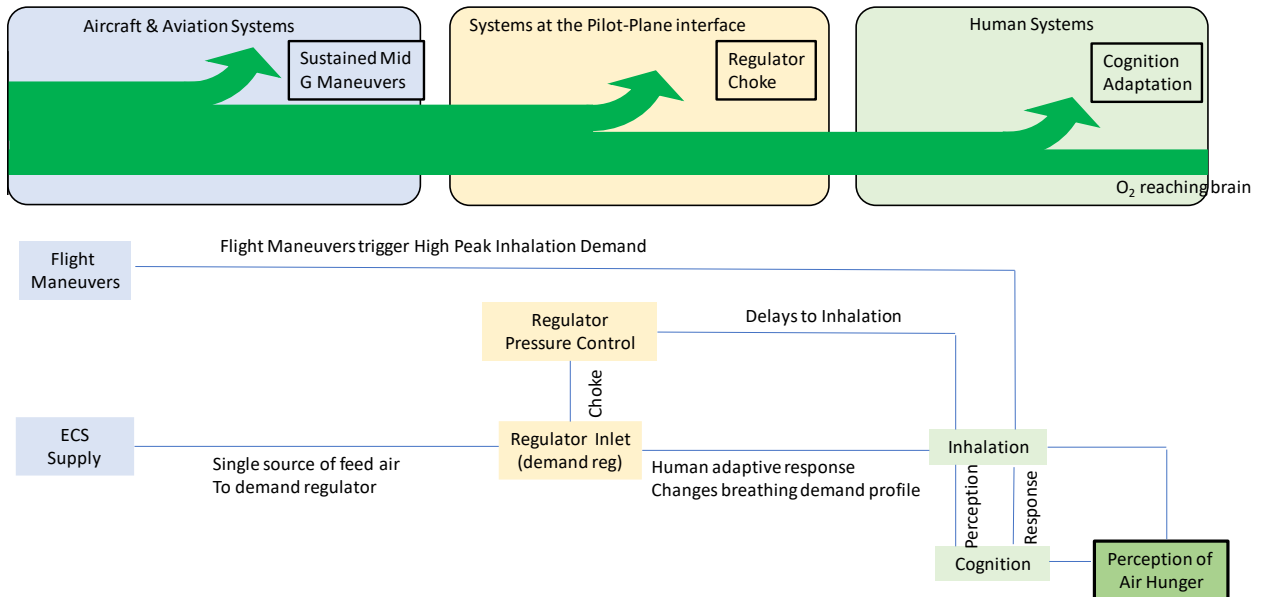 Aircraft & Aviation Systems
Systems at the Pilot-Plane interface
Human Systems
Sustained Mid
G Maneuvers
Regulator
Choke
Cognition
Adaptation
O₂ reaching brain
Flight Maneuvers trigger High Peak Inhalation Demand
Flight
Maneuvers
Regulator
Pressure Control
Delays to Inhalation
Choke
ECS
Supply
Single source of feed air
To demand regulator
Regulator Inlet
(demand reg)
Human adaptive response
Changes breathing demand profile
Inhalation
Perception
Response
Cognition
Perception of
Air Hunger